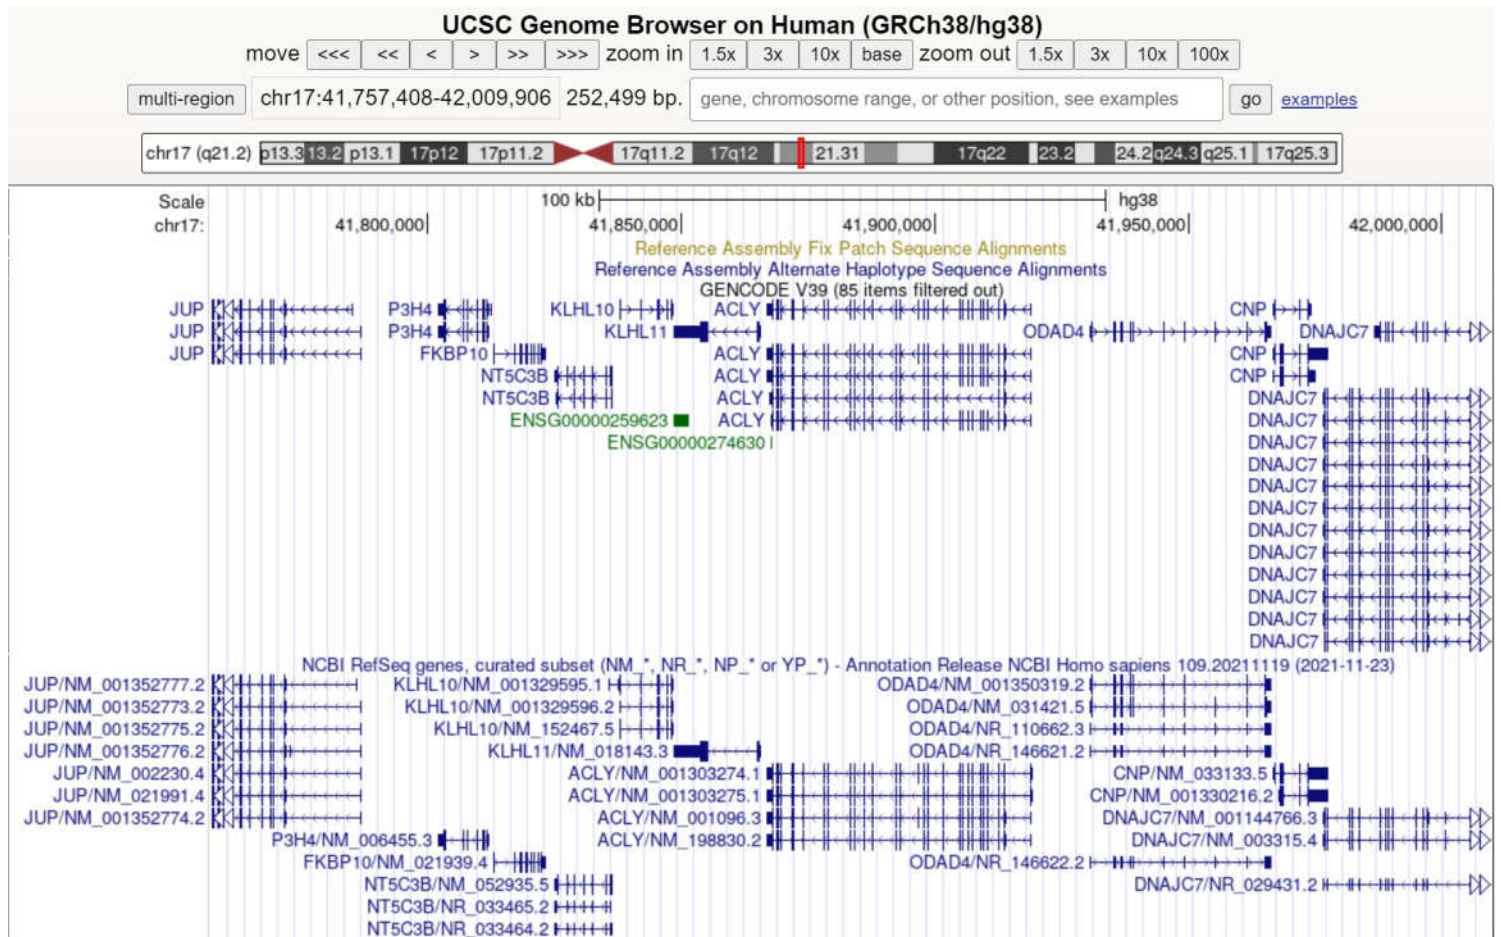 UCSC Genome Browser on Human (GRCh38/hg38)
move <<< << < > >> >>> zoom in 1.5x 3x 10x base zoom out 1.5x 3x 10x 100x
multi-region chr17:41,757,408-42,009,906 252,499 bp. gene, chromosome range, or other position, see examples go examples
chr17 (q21.2) p13.3 13.2 p13.1 17p12 17p11.2 17q11.2 17q12 21.31 17q22 23.2 24.2 q24.3 q25.1 17q25.3
Scale 100 kb hg38
chr17: 41,800,000 41,850,000 41,900,000 41,950,000 42,000,000
Reference Assembly Fix Patch Sequence Alignments
Reference Assembly Alternate Haplotype Sequence Alignments
GENCODE V39 (85 items filtered out)
JUP P3H4 KLHL10 ACLY CNP
JUP P3H4 KLHL11 ODAD4 DNAJC7
JUP FKBP10 ACLY CNP
NT5C3B ACLY CNP
NT5C3B ACLY DNAJC7
ENSG00000259623 ACLY DNAJC7
ENSG00000274630 DNAJC7
DNAJC7
DNAJC7
DNAJC7
DNAJC7
DNAJC7
DNAJC7
DNAJC7
DNAJC7
DNAJC7
NCBI RefSeq genes, curated subset (NM_*, NR_*, NP_* or YP_*) - Annotation Release NCBI Homo sapiens 109.20211119 (2021-11-23)
JUP/NM_001352777.2 KLHL10/NM_001329595.1 ODAD4/NM_001350319.2
JUP/NM_001352773.2 KLHL10/NM_001329596.2 ODAD4/NM_031421.5
JUP/NM_001352775.2 KLHL10/NM_152467.5 ODAD4/NR_110662.3
JUP/NM_001352776.2 KLHL11/NM_018143.3 ODAD4/NR_146621.2
JUP/NM_002230.4 ACLY/NM_001303274.1 CNP/NM_033133.5
JUP/NM_021991.4 ACLY/NM_001303275.1 CNP/NM_001330216.2
JUP/NM_001352774.2 ACLY/NM_001096.3 DNAJC7/NM_001144766.3
P3H4/NM_006455.3 ACLY/NM_198830.2 DNAJC7/NM_003315.4
FKBP10/NM_021939.4 ODAD4/NR_146622.2
NT5C3B/NM_052935.5 DNAJC7/NR_029431.2
NT5C3B/NR_033465.2
NT5C3B/NR_033464.2